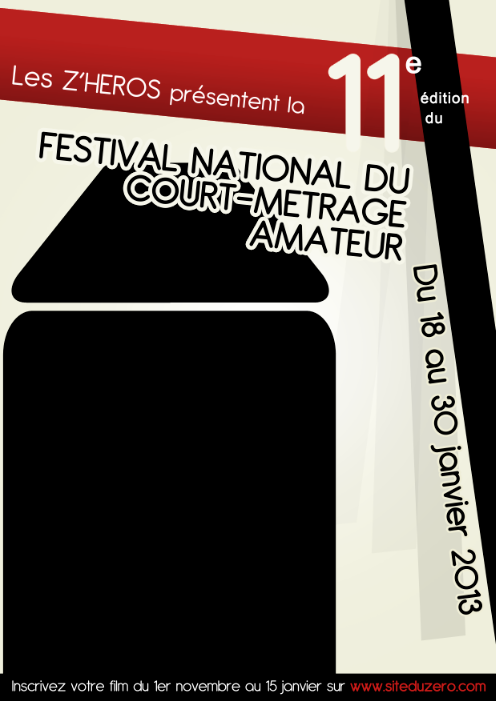 Les Z'HEROS présentent la
11e
édition
du
FESTIVAL NATIONAL DU
COURT-METRAGE
AMATEUR
Du 18 au 30 janvier 2013
Inscrivez votre film du 1er novembre au 15 janvier sur www.siteduzero.com